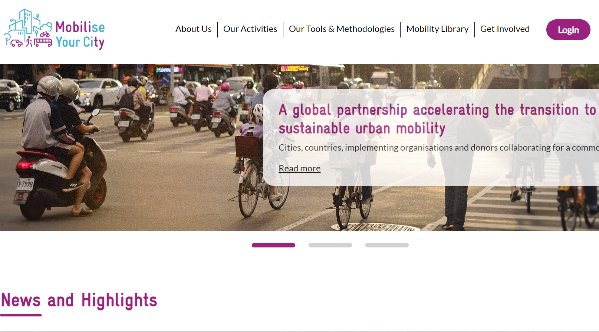 Mobilise
Your City
About Us
Our Activities
Our Tools & Methodologies
Mobility Library
Get Involved
Login
A global partnership accelerating the transition to
sustainable urban mobility
Cities, countries, implementing organisations and donors collaborating for a commo
Read more
News and Highlights